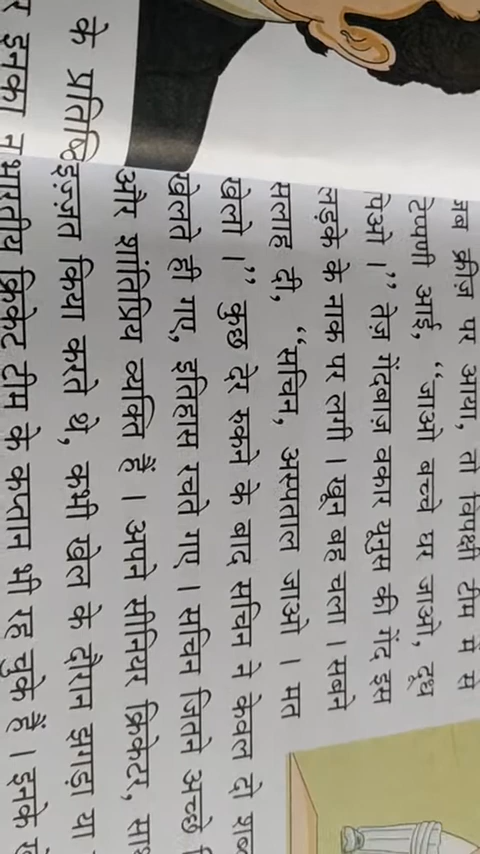 जब क्रीज़ पर आया, तो विपक्षी टीम में से
टिप्पणी आई, “जाओ बच्चे घर जाओ, दूध
पिओ ।” तेज़ गेंदबाज़ वकार यूनुस की गेंद इस
लड़के के नाक पर लगी । खून बह चला । सबने
सलाह दी, “सचिन, अस्पताल जाओ । मत
खेलो ।” कुछ देर रुकने के बाद सचिन ने केवल दो
खेलते ही गए, इतिहास रचते गए । सचिन जितने अच्छे
और शांतिप्रिय व्यक्ति हैं । अपने सीनियर क्रिकेटर,
इज़्ज़त किया करते थे, कभी खेल के दौरान झगड़ा या
भारतीय क्रिकेट टीम के कप्तान भी रह चुके हैं । इनके
के
इनका